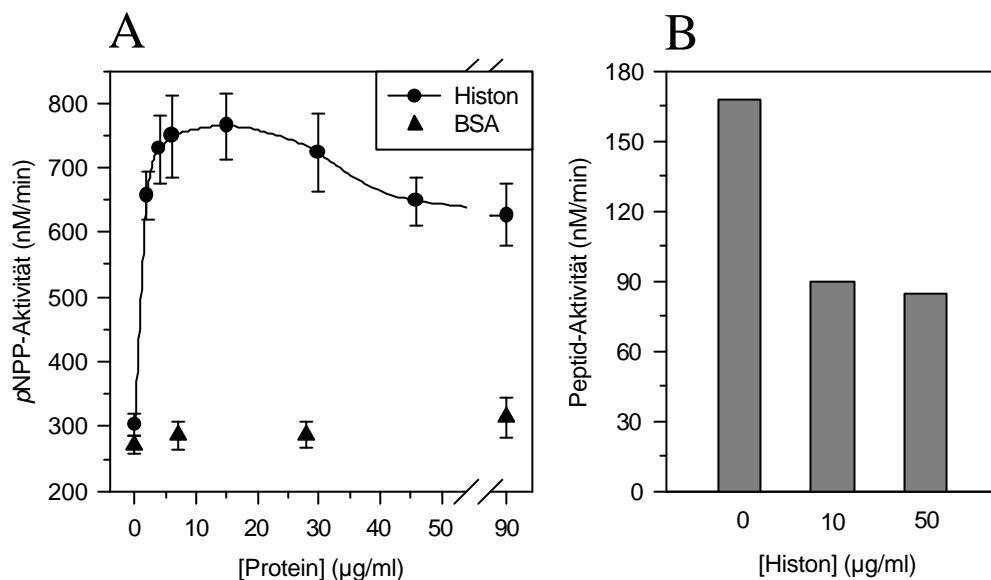 A
800
700
600
500
400
300
200
pNPP-Aktivität (nM/min)
Histon
BSA
0 10 20 30 40 50 90
[Protein] (µg/ml)
B
180
150
120
90
60
30
0
Peptid-Aktivität (nM/min)
0 10 50
[Histon] (µg/ml)